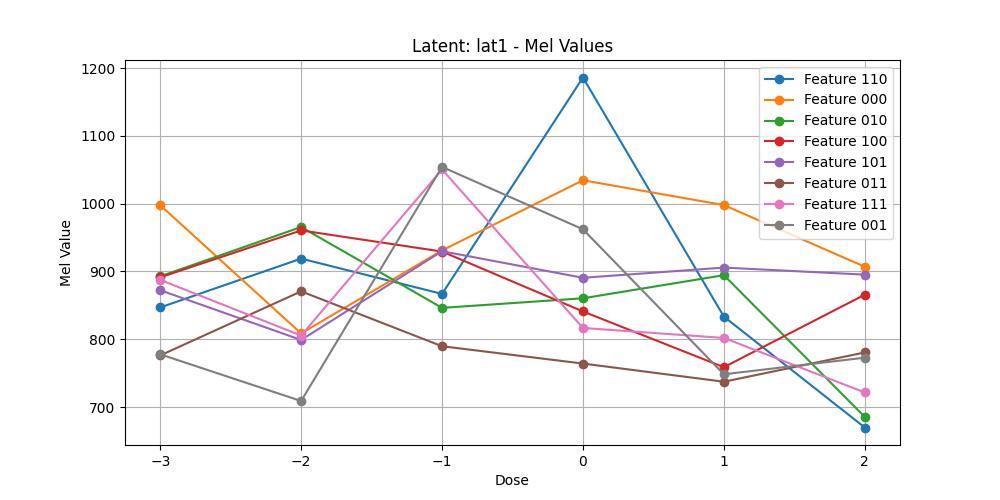 Latent: lat1 - Mel Values
1200
1100
1000
900
800
700
Mel Value
−3
−2
−1
0
1
2
Dose
Feature 110
Feature 000
Feature 010
Feature 100
Feature 101
Feature 011
Feature 111
Feature 001